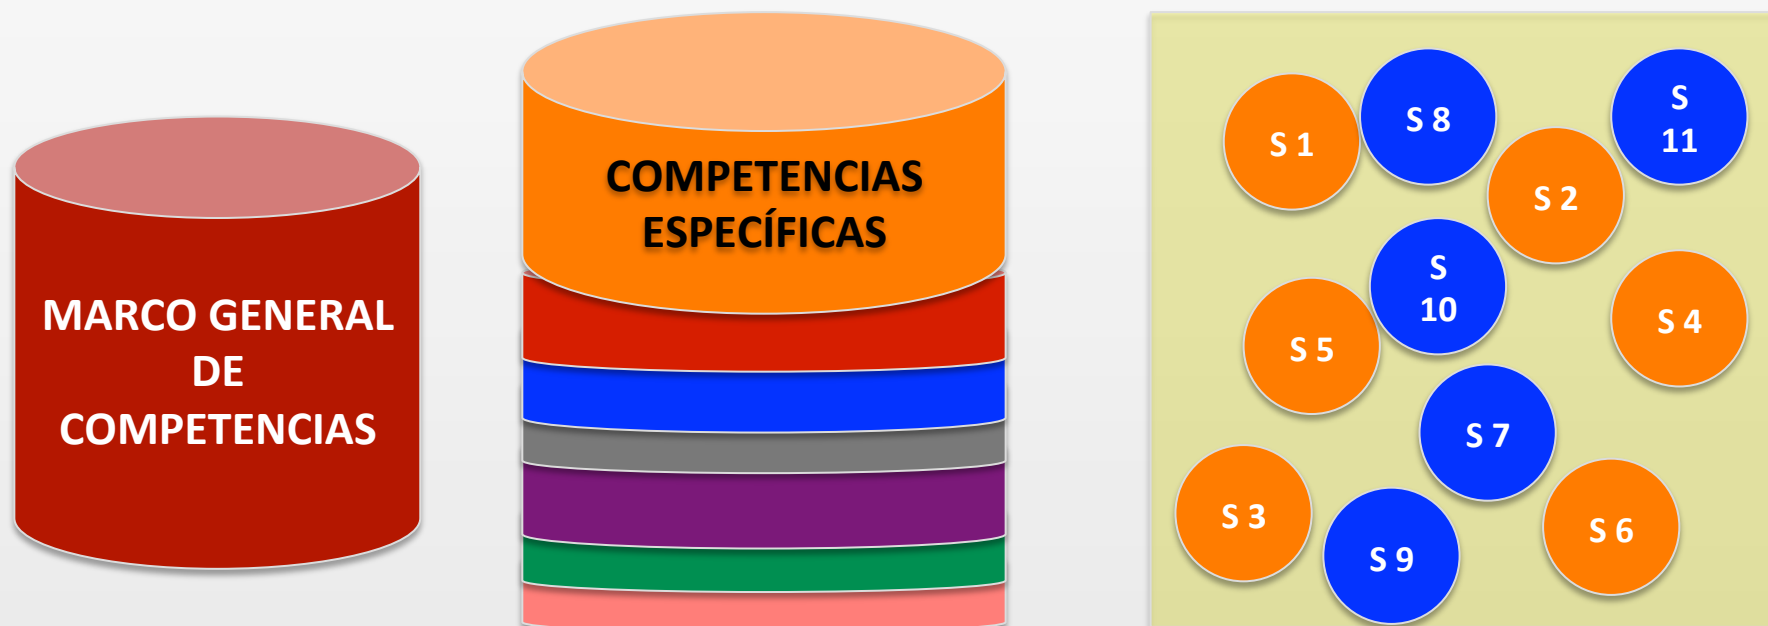 MARCO GENERAL
DE
COMPETENCIAS
COMPETENCIAS
ESPECÍFICAS
S 1
S 8
S
11
S 2
S
10
S 4
S 5
S 7
S 3
S 6
S 9